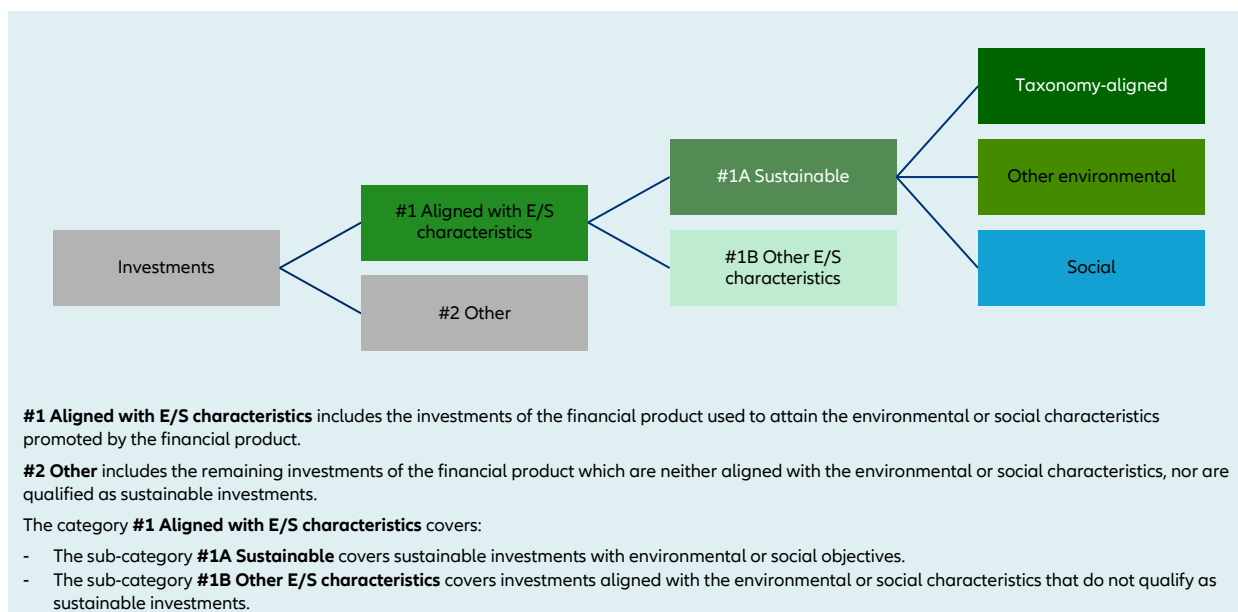 Taxonomy-aligned
#1A Sustainable
Other environmental
#1 Aligned with E/S
characteristics
#1B Other E/S
characteristics
Social
Investments
#2 Other
#1 Aligned with E/S characteristics includes the investments of the financial product used to attain the environmental or social characteristics
promoted by the financial product.
#2 Other includes the remaining investments of the financial product which are neither aligned with the environmental or social characteristics, nor are
qualified as sustainable investments.
The category #1 Aligned with E/S characteristics covers:
- The sub-category #1A Sustainable covers sustainable investments with environmental or social objectives.
- The sub-category #1B Other E/S characteristics covers investments aligned with the environmental or social characteristics that do not qualify as
sustainable investments.